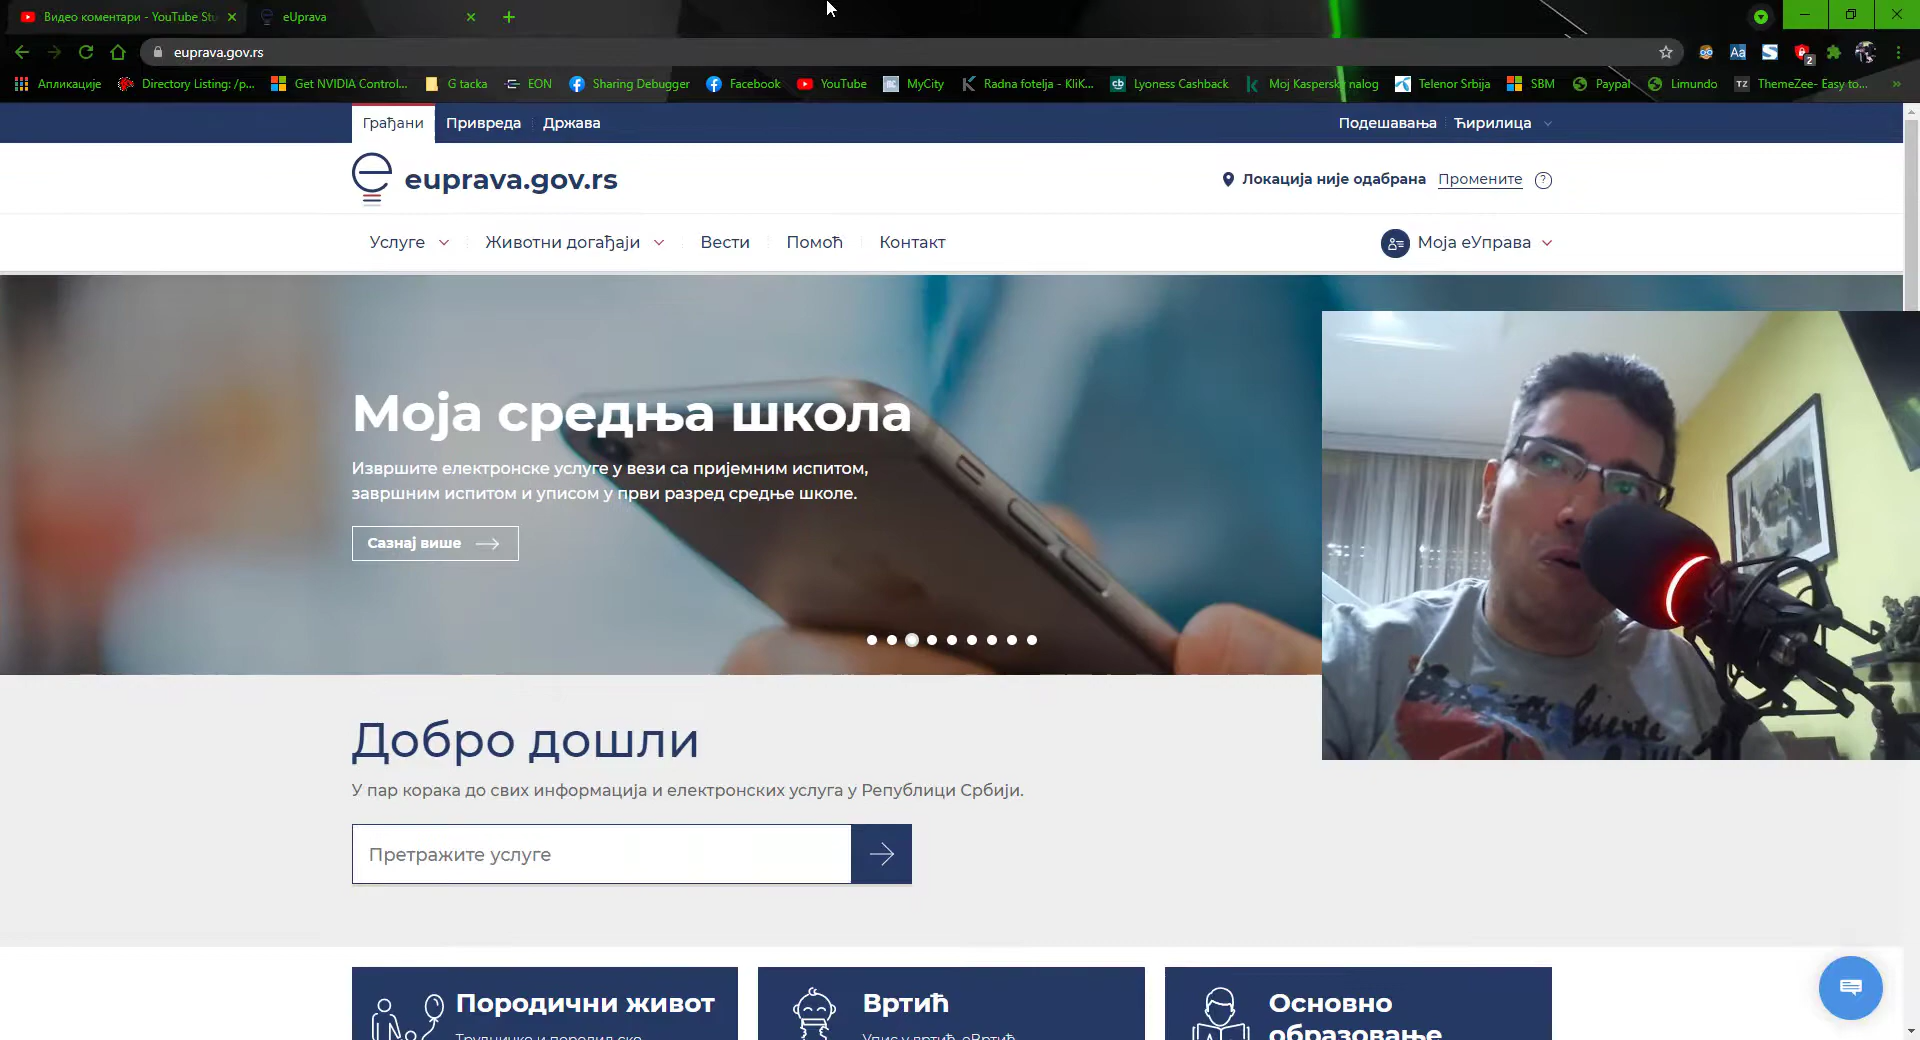 Видео коментари - YouTube Stu
eUprava
euprava.gov.rs
Апликације
Directory Listing: /p...
Get NVIDIA Control...
G tacka
EON
Sharing Debugger
Facebook
YouTube
MyCity
Radna fotelja - KliK...
Lyoness Cashback
Moj Kaspersky nalog
Telenor Srbija
SBM
Paypal
Limundo
ThemeZee- Easy to...
Грађани
Привреда
Држава
Подешавања
Ћирилица
euprava.gov.rs
Локација није одабрана
Промените
?
Услуге
Животни догађаји
Вести
Помоћ
Контакт
Моја еУправа
Моја средња школа
Извршите електронске услуге у вези са пријемним испитом,
завршним испитом и уписом у први разред средње школе.
Сазнај више
Добро дошли
У пар корака до свих информација и електронских услуга у Републици Србији.
Претражите услуге
Породични живот
Вртић
Основно
образовање